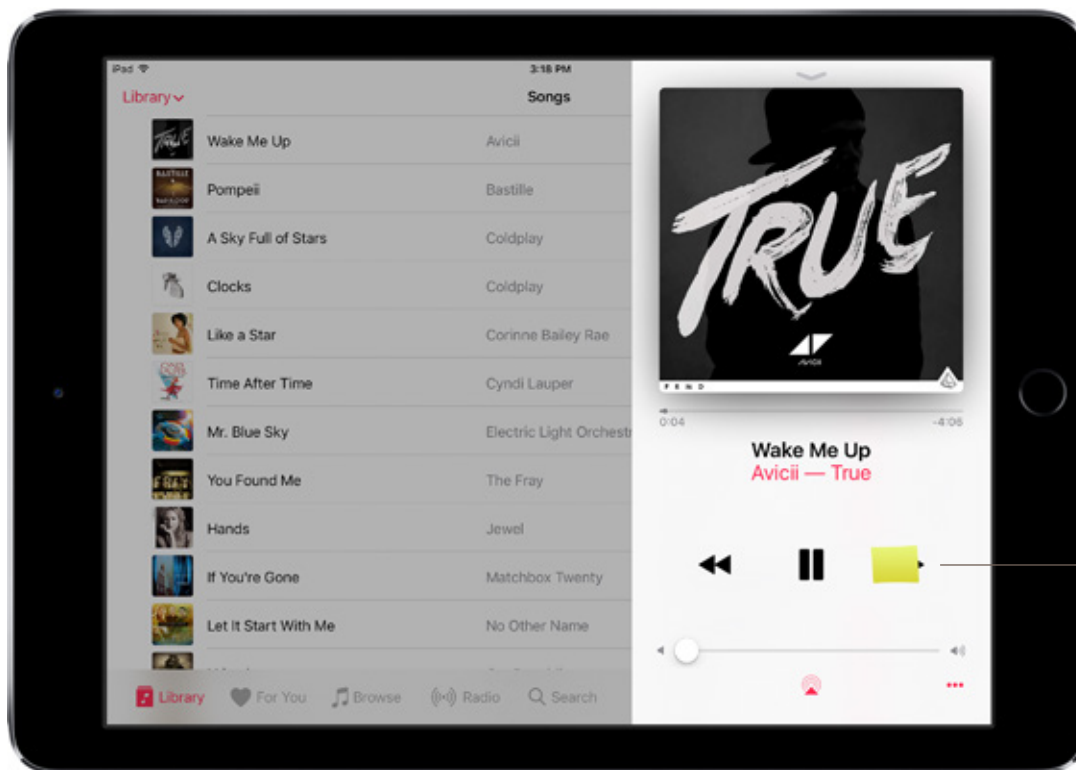 iPad
3:18 PM
Library
Songs
Wake Me Up Avicii
Pompeii Bastille
A Sky Full of Stars Coldplay
Clocks Coldplay
Like a Star Corinne Bailey Rae
Time After Time Cyndi Lauper
Mr. Blue Sky Electric Light Orchestr
You Found Me The Fray
Hands Jewel
If You're Gone Matchbox Twenty
Let It Start With Me No Other Name
Library For You Browse Radio Search
TRUE
AVICII
PRMD
0:04 -4:06
Wake Me Up
Avicii — True